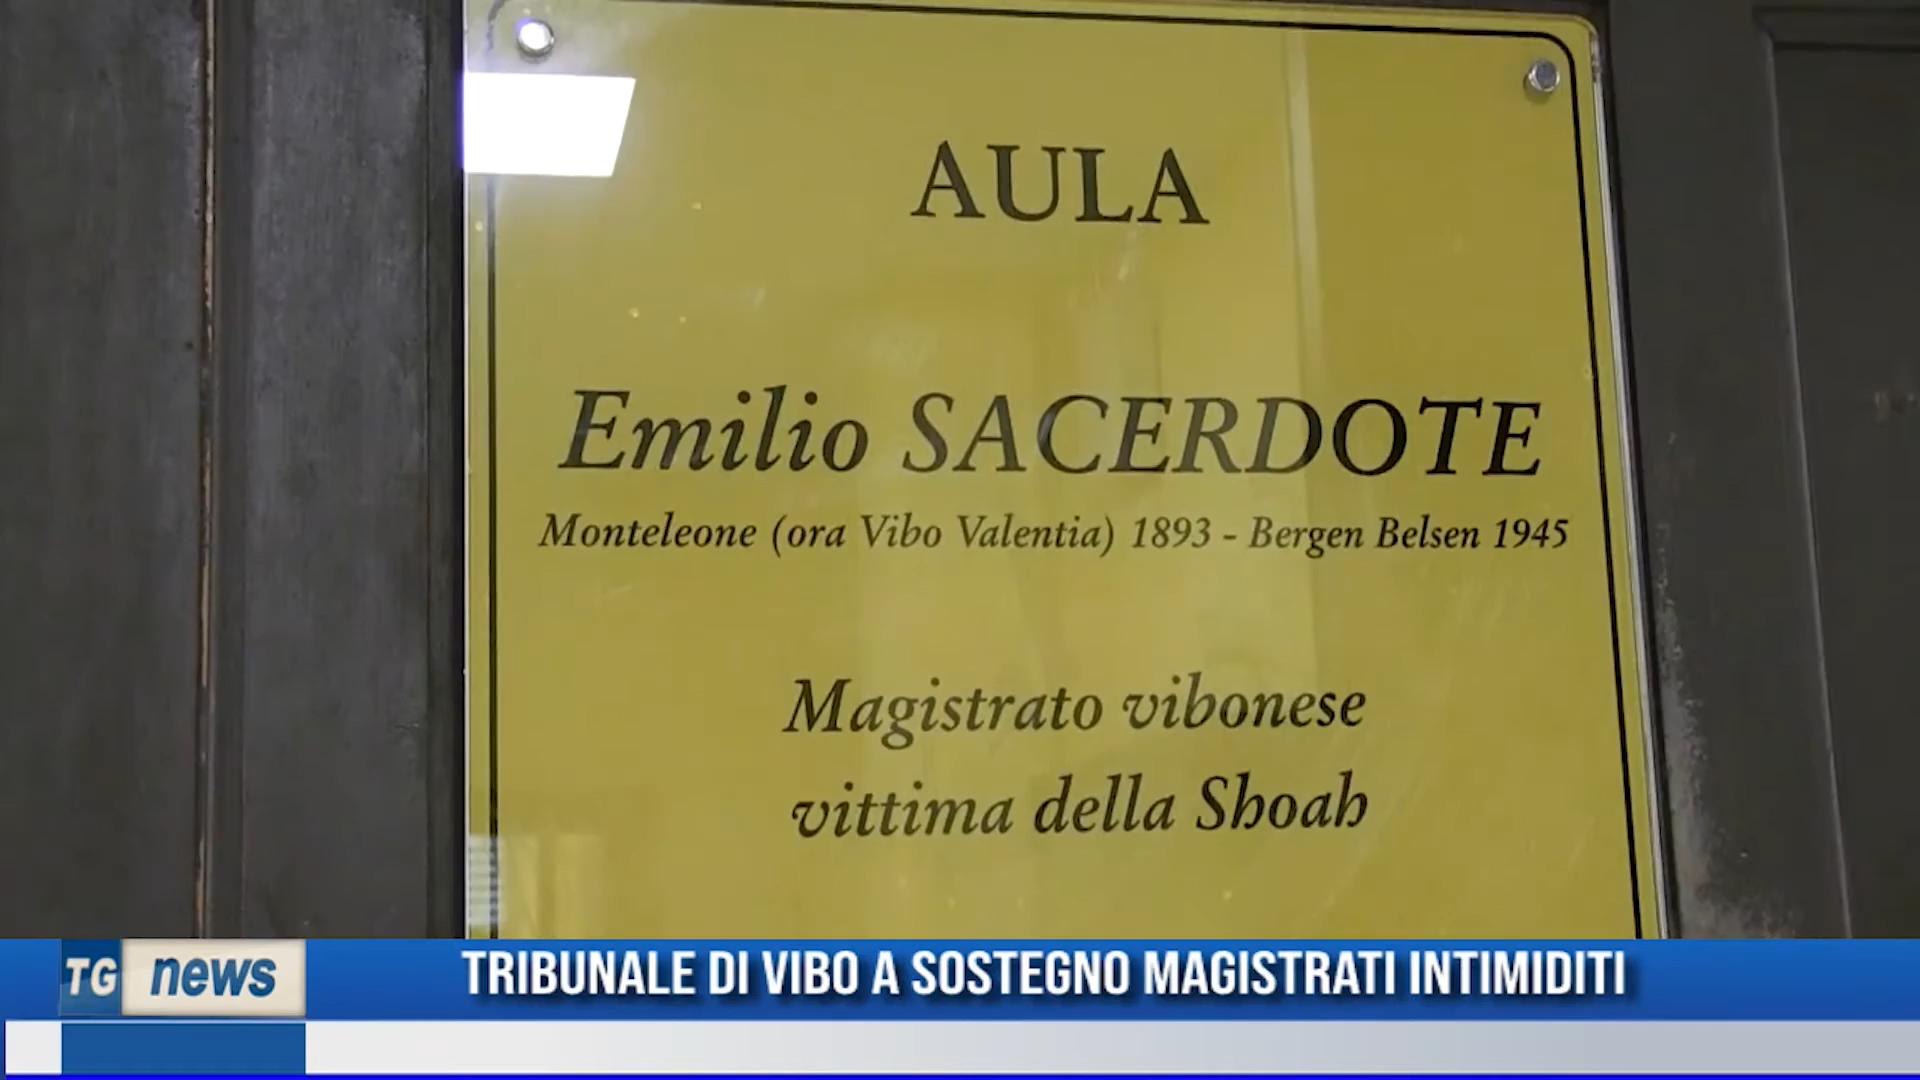 AULA
Emilio SACERDOTE
Monteleone (ora Vibo Valentia) 1893 - Bergen Belsen 1945
Magistrato vibonese
vittima della Shoah
TG news
TRIBUNALE DI VIBO A SOSTEGNO MAGISTRATI INTIMIDITI